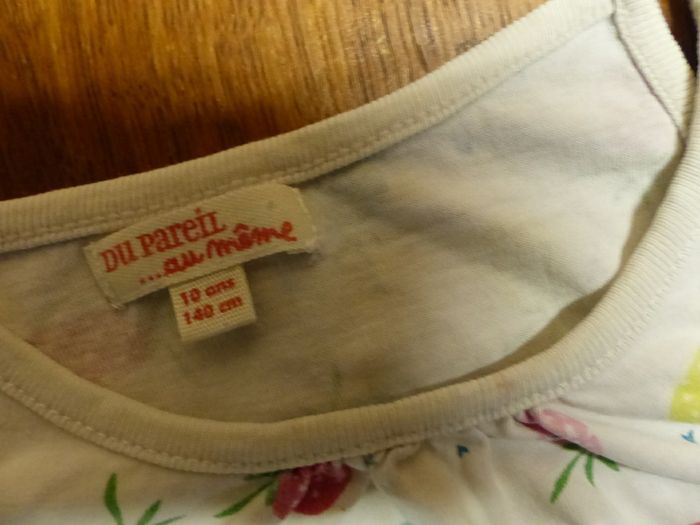 DU PAREIL
...au même
10 ans
140 cm